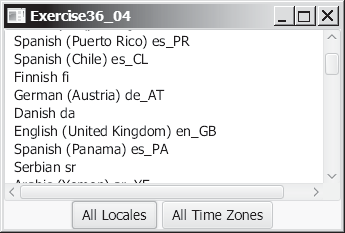 Exercise36_04
Spanish (Puerto Rico) es_PR
Spanish (Chile) es_CL
Finnish fi
German (Austria) de_AT
Danish da
English (United Kingdom) en_GB
Spanish (Panama) es_PA
Serbian sr
Arabic (Yemen) ar_YE
All Locales
All Time Zones